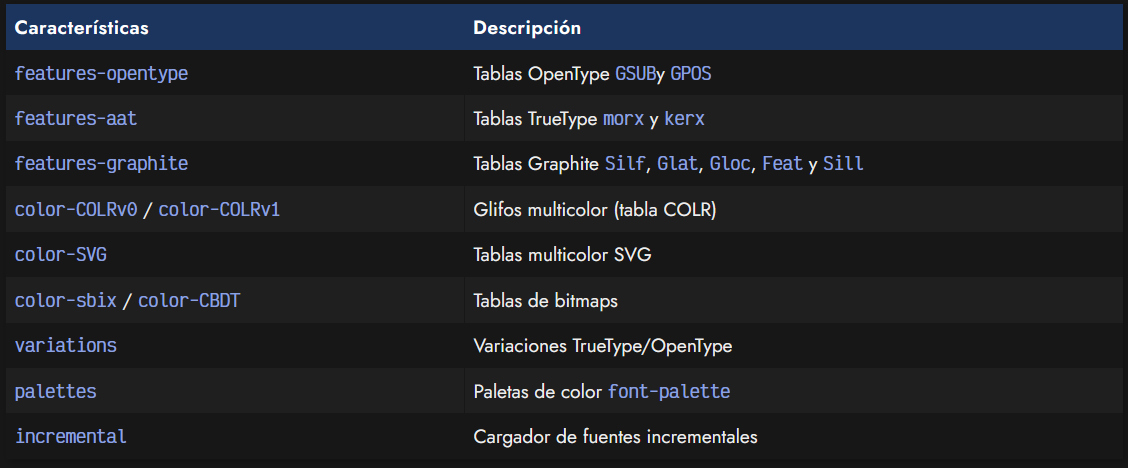 Características Descripción
features-opentype Tablas OpenType GSUBy GPOS
features-aat Tablas TrueType morx y kerx
features-graphite Tablas Graphite Silf, Glat, Gloc, Feat y Sill
color-COLRv0 / color-COLRv1 Glifos multicolor (tabla COLR)
color-SVG Tablas multicolor SVG
color-sbix / color-CBDT Tablas de bitmaps
variations Variaciones TrueType/OpenType
palettes Paletas de color font-palette
incremental Cargador de fuentes incrementales